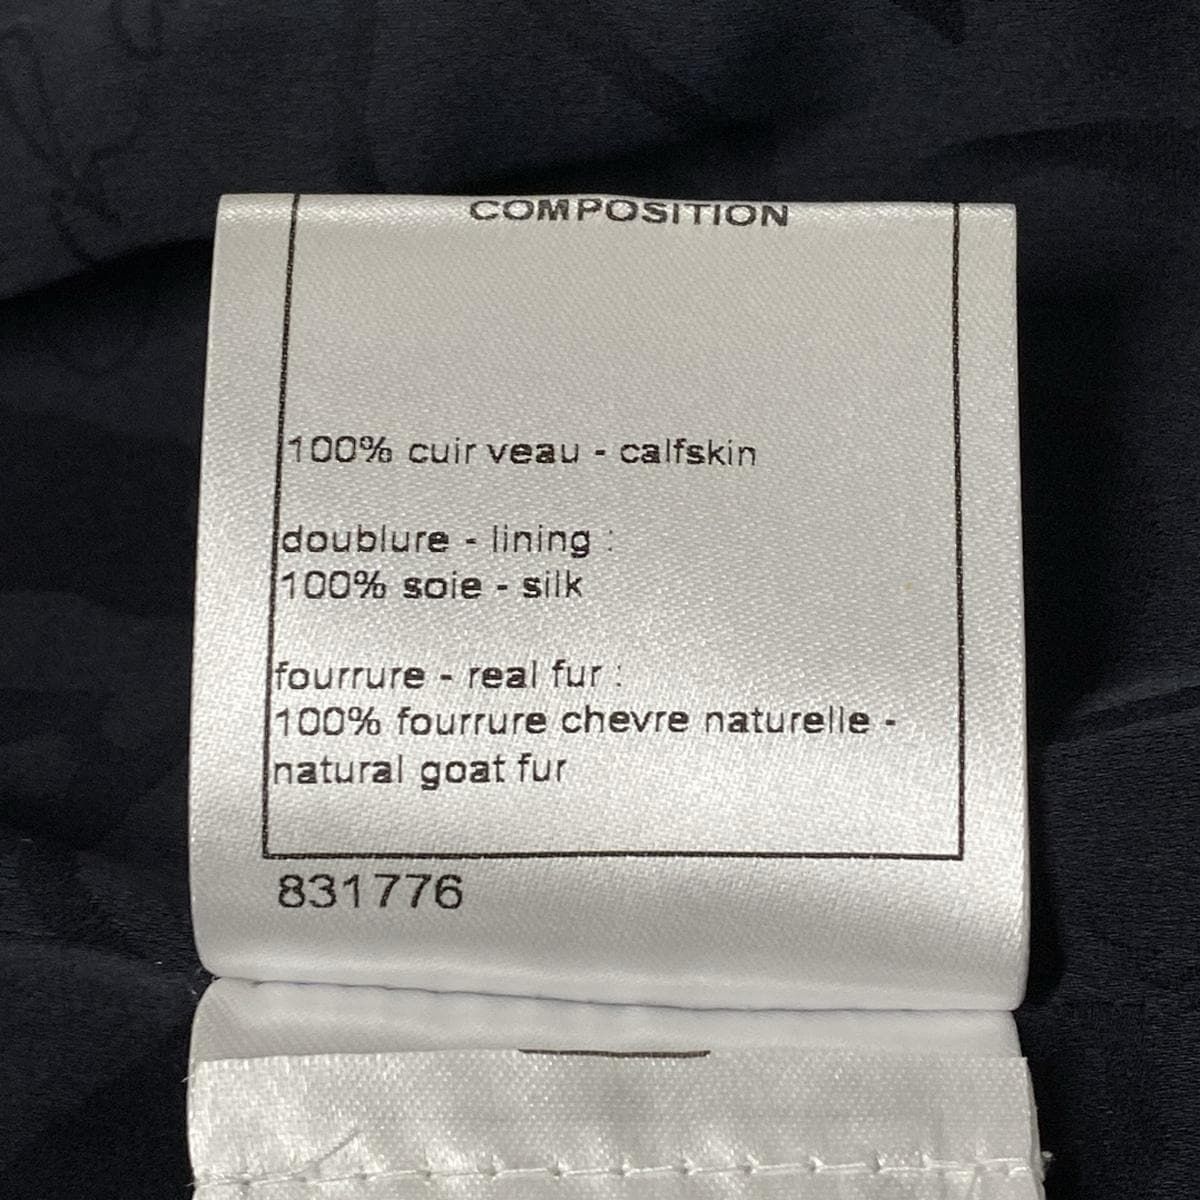 COMPOSITION
100% cuir veau - calfskin
doublure - lining :
100% soie - silk
fourrure - real fur :
100% fourrure chevre naturelle -
natural goat fur
831776